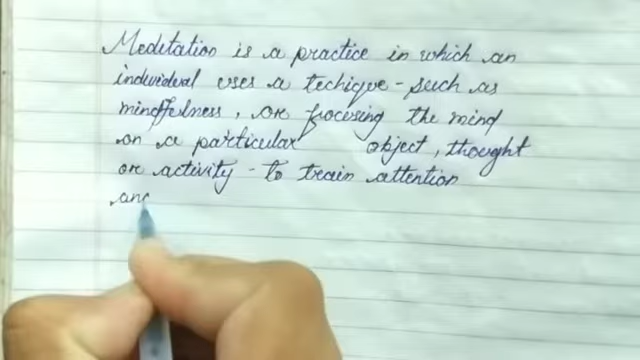 Meditation is a practice in which an
individual uses a techique - such as
mindfulness, or focusing the mind
on a particular object, thought
or activity - to train attention
and